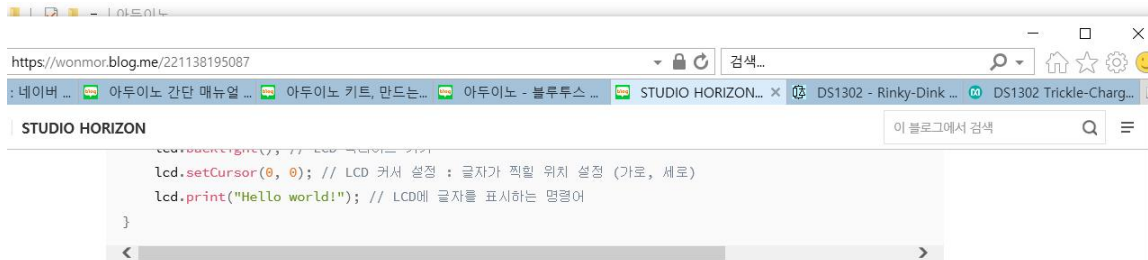 아두이노
https://wonmor.blog.me/221138195087
검색...
: 네이버 ...
아두이노 간단 매뉴얼 ...
아두이노 키트, 만드는...
아두이노 - 블루투스 ...
STUDIO HORIZON...
DS1302 - Rinky-Dink ...
DS1302 Trickle-Charg...
STUDIO HORIZON
이 블로그에서 검색
lcd.setCursor(0, 0); // LCD 커서 설정 : 글자가 찍힐 위치 설정 (가로, 세로)
lcd.print("Hello world!"); // LCD에 글자를 표시하는 명령어
}